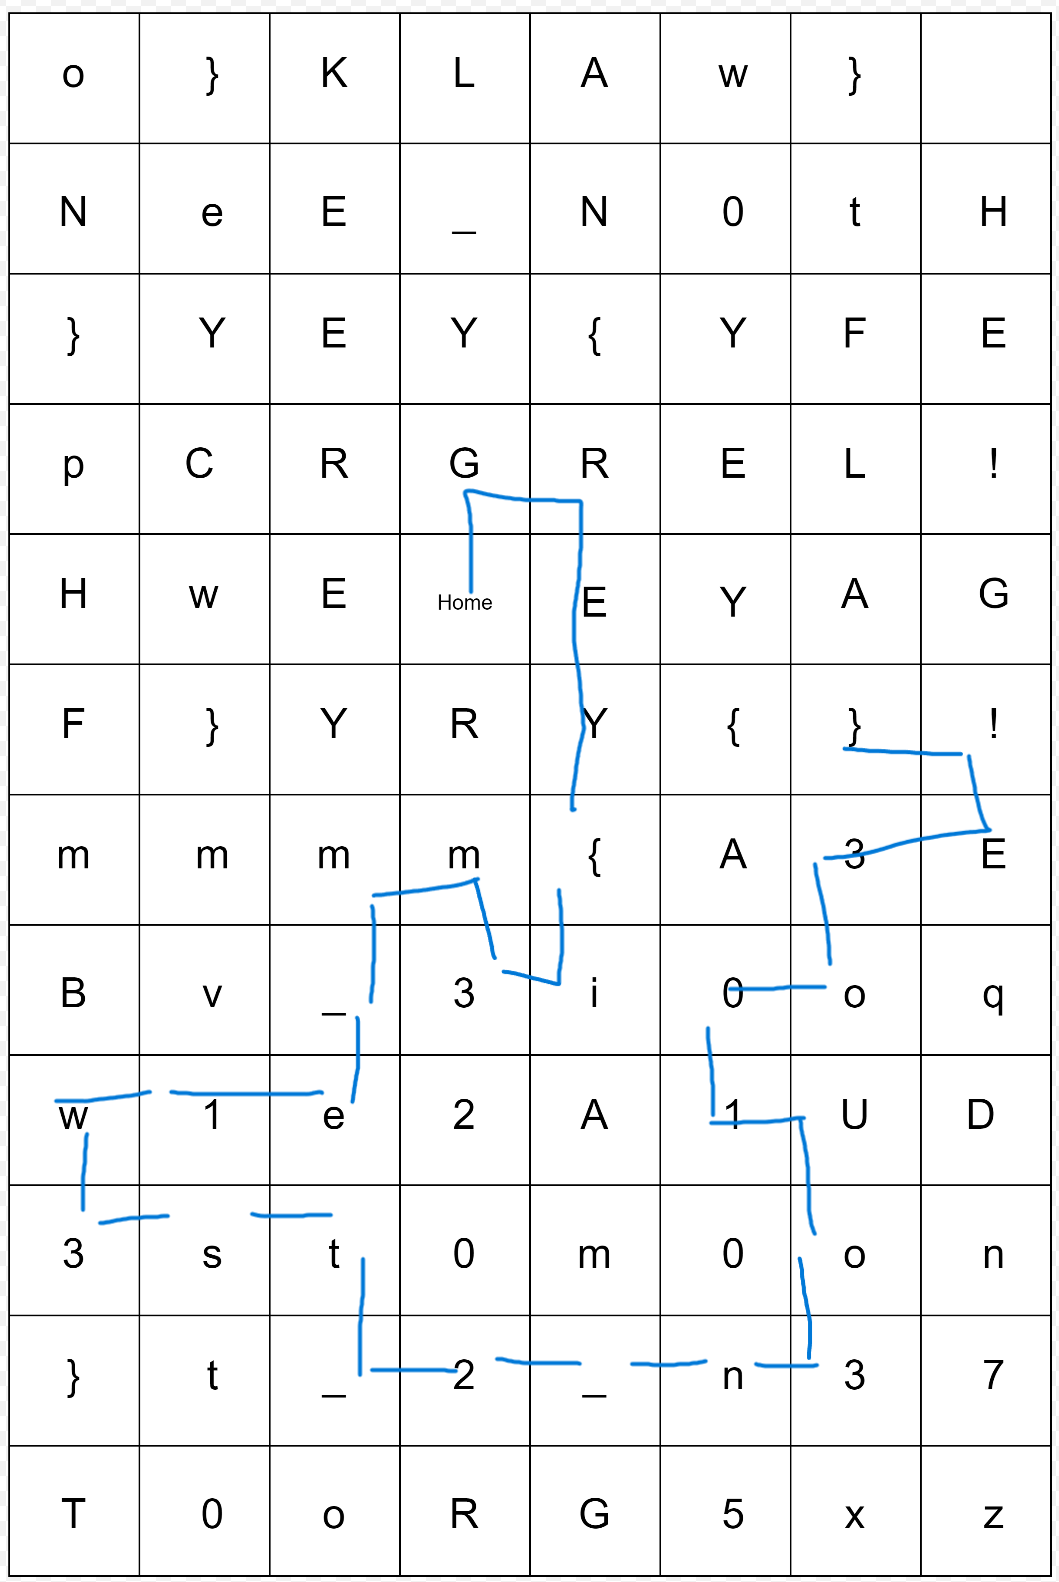 o } K L A w }
N e E _ N 0 t H
} Y E Y { Y F E
p C R G R E L !
H w E Home E Y A G
F } Y R Y { } !
m m m m { A 3 E
B v _ 3 i 0 o q
w 1 e 2 A 1 U D
3 s t 0 m 0 o n
} t _ 2 _ n 3 7
T 0 o R G 5 x z